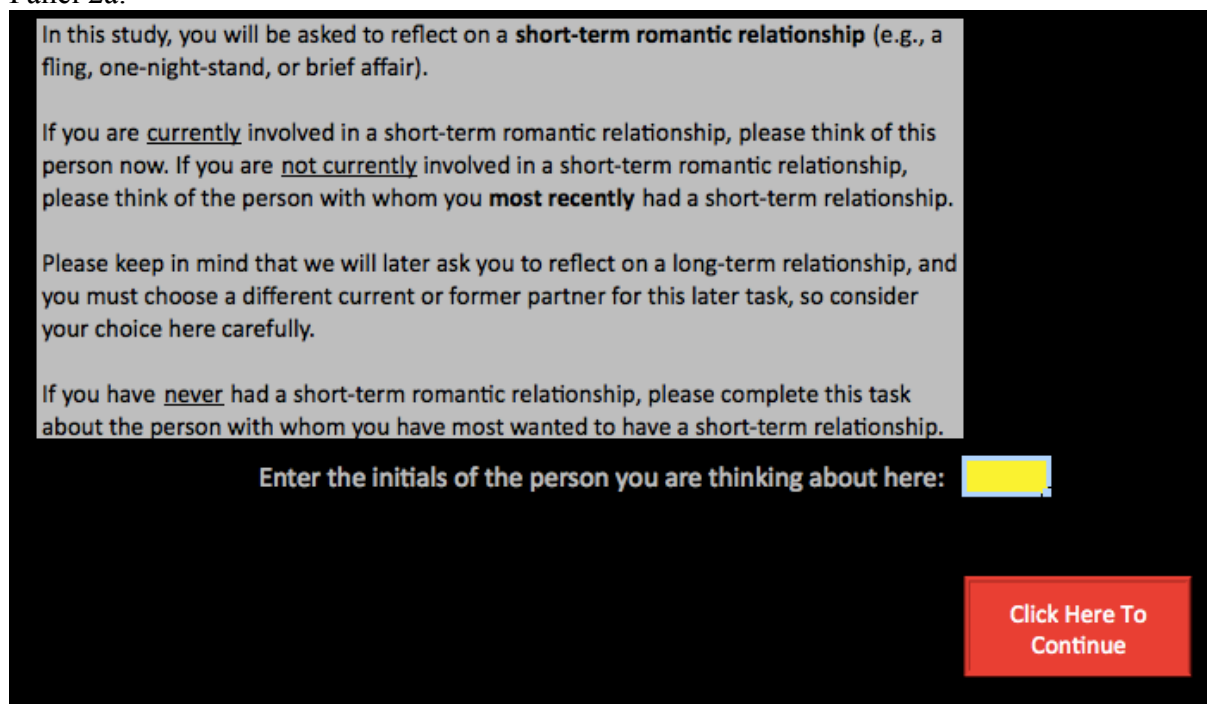 Panel 2a.
In this study, you will be asked to reflect on a short-term romantic relationship (e.g., a
fling, one-night-stand, or brief affair).
If you are currently involved in a short-term romantic relationship, please think of this
person now. If you are not currently involved in a short-term romantic relationship,
please think of the person with whom you most recently had a short-term relationship.
Please keep in mind that we will later ask you to reflect on a long-term relationship, and
you must choose a different current or former partner for this later task, so consider
your choice here carefully.
If you have never had a short-term romantic relationship, please complete this task
about the person with whom you have most wanted to have a short-term relationship.
Enter the initials of the person you are thinking about here:
Click Here To
Continue